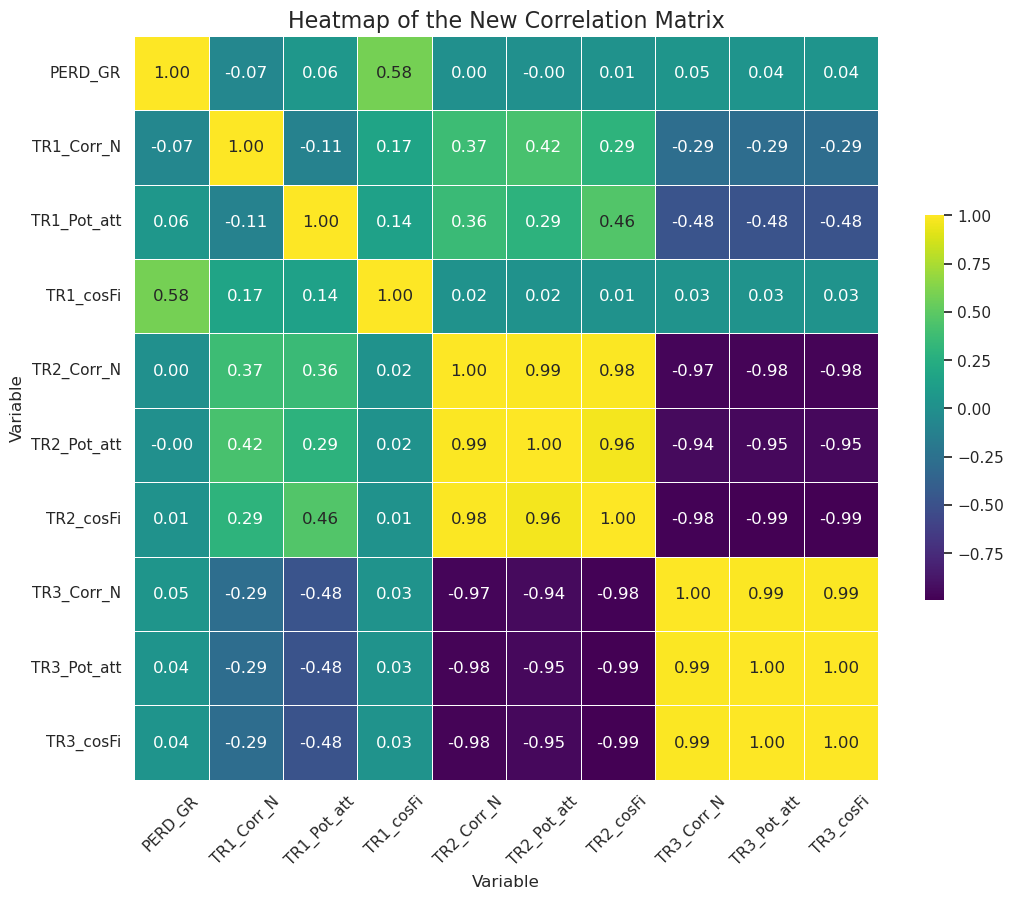 Heatmap of the New Correlation Matrix
PERD_GR 1.00 -0.07 0.06 0.58 0.00 -0.00 0.01 0.05 0.04 0.04
TR1_Corr_N -0.07 1.00 -0.11 0.17 0.37 0.42 0.29 -0.29 -0.29 -0.29
TR1_Pot_att 0.06 -0.11 1.00 0.14 0.36 0.29 0.46 -0.48 -0.48 -0.48
TR1_cosFi 0.58 0.17 0.14 1.00 0.02 0.02 0.01 0.03 0.03 0.03
TR2_Corr_N 0.00 0.37 0.36 0.02 1.00 0.99 0.98 -0.97 -0.98 -0.98
TR2_Pot_att -0.00 0.42 0.29 0.02 0.99 1.00 0.96 -0.94 -0.95 -0.95
TR2_cosFi 0.01 0.29 0.46 0.01 0.98 0.96 1.00 -0.98 -0.99 -0.99
TR3_Corr_N 0.05 -0.29 -0.48 0.03 -0.97 -0.94 -0.98 1.00 0.99 0.99
TR3_Pot_att 0.04 -0.29 -0.48 0.03 -0.98 -0.95 -0.99 0.99 1.00 1.00
TR3_cosFi 0.04 -0.29 -0.48 0.03 -0.98 -0.95 -0.99 0.99 1.00 1.00
PERD_GR TR1_Corr_N TR1_Pot_att TR1_cosFi TR2_Corr_N TR2_Pot_att TR2_cosFi TR3_Corr_N TR3_Pot_att TR3_cosFi
Variable
Variable
1.00
0.75
0.50
0.25
0.00
−0.25
−0.50
−0.75